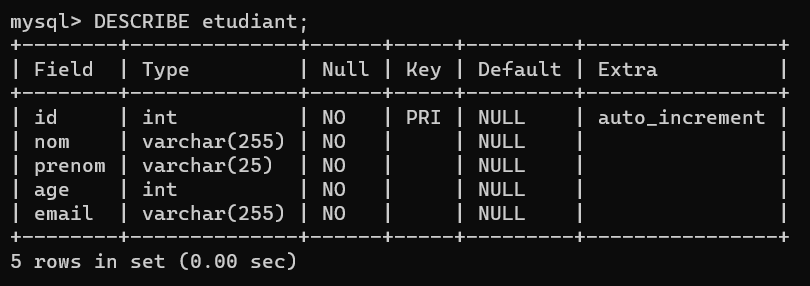 mysql> DESCRIBE etudiant;
+--------+--------------+------+-----+---------+----------------+
| Field  | Type         | Null | Key | Default | Extra          |
+--------+--------------+------+-----+---------+----------------+
| id     | int          | NO   | PRI | NULL    | auto_increment |
| nom    | varchar(255) | NO   |     | NULL    |                |
| prenom | varchar(25)  | NO   |     | NULL    |                |
| age    | int          | NO   |     | NULL    |                |
| email  | varchar(255) | NO   |     | NULL    |                |
+--------+--------------+------+-----+---------+----------------+
5 rows in set (0.00 sec)